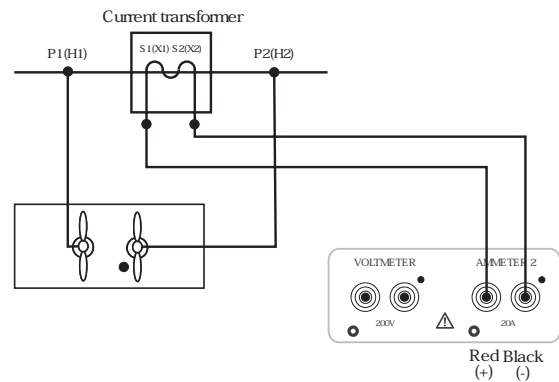 Current transformer
P1(H1) S1(X1) S2(X2) P2(H2)
VOLTMETER AMMETER 2
200V 20A
Red Black
(+) (-)